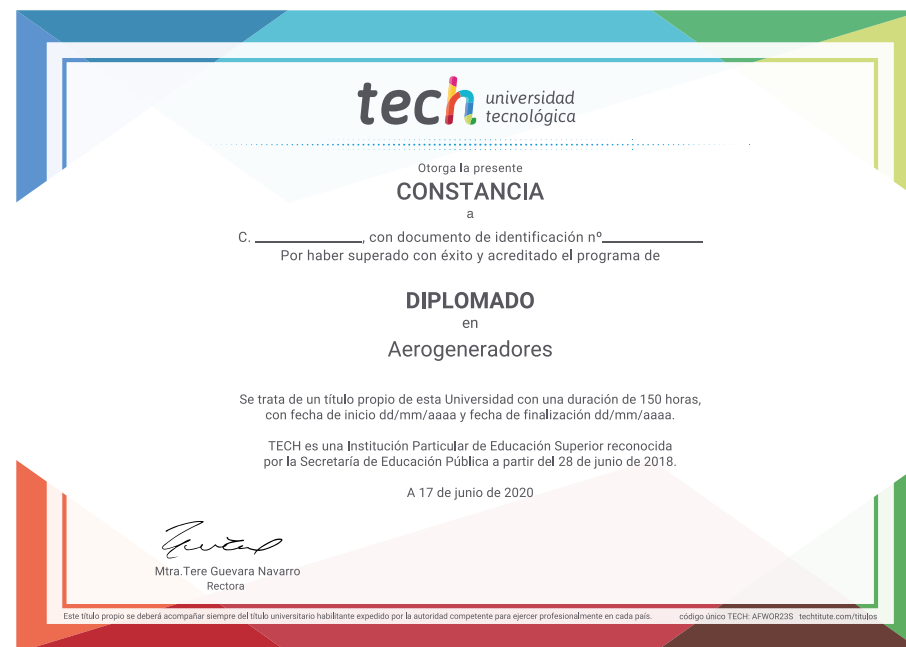 tech universidad
tecnológica
Otorga la presente
CONSTANCIA
a
C. ______________, con documento de identificación nº_____________
Por haber superado con éxito y acreditado el programa de
DIPLOMADO
en
Aerogeneradores
Se trata de un título propio de esta Universidad con una duración de 150 horas,
con fecha de inicio dd/mm/aaaa y fecha de finalización dd/mm/aaaa.
TECH es una Institución Particular de Educación Superior reconocida
por la Secretaría de Educación Pública a partir del 28 de junio de 2018.
A 17 de junio de 2020
Mtra.Tere Guevara Navarro
Rectora
Este título propio se deberá acompañar siempre del título universitario habilitante expedido por la autoridad competente para ejercer profesionalmente en cada país. código único TECH: AFWOR23S techtitute.com/titulos